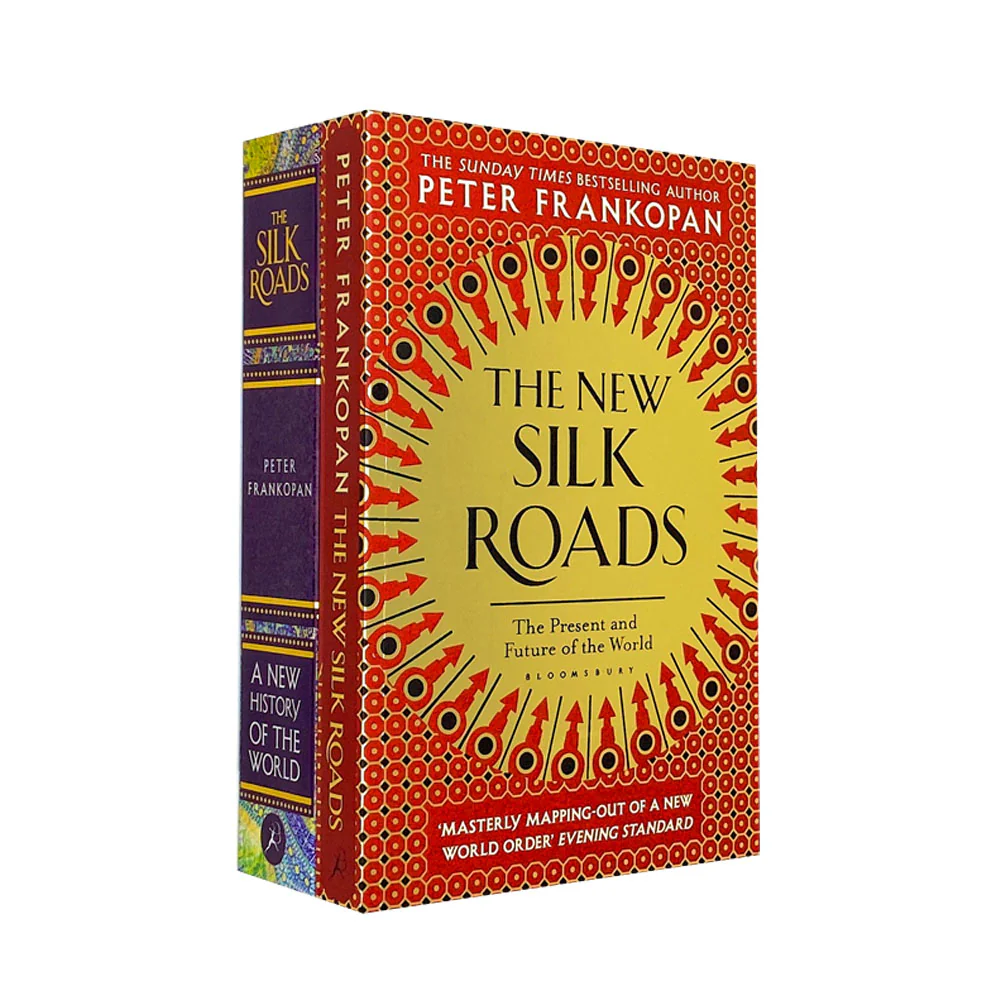 THE
SILK
ROADS
PETER
FRANKOPAN
A NEW
HISTORY
OF THE
WORLD
PETER FRANKOPAN THE NEW SILK ROADS
THE SUNDAY TIMES BESTSELLING AUTHOR
PETER FRANKOPAN
THE NEW
SILK
ROADS
The Present and
Future of the World
BLOOMSBURY
'MASTERLY MAPPING-OUT OF A NEW
WORLD ORDER' EVENING STANDARD